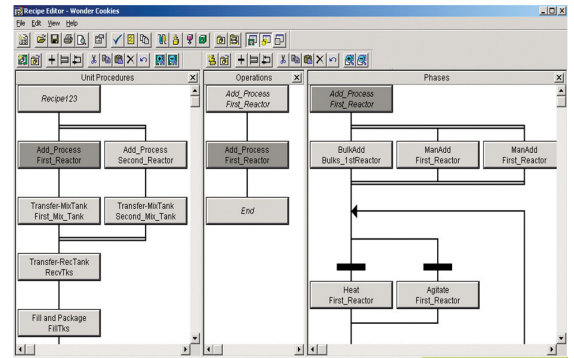 Recipe Editor - Wonder Cookies
File Edit View Help
Unit Procedures
Operations
Phases
Recipe123
Add_Process
First_Reactor
Add_Process
Second_Reactor
Transfer-MixTank
First_Mix_Tank
Transfer-MixTank
Second_Mix_Tank
Transfer-RecTank
RecvTks
Fill and Package
FillTks
Add_Process
First_Reactor
Add_Process
First_Reactor
End
Add_Process
First_Reactor
BulkAdd
Bulks_1stReactor
ManAdd
First_Reactor
ManAdd
First_Reactor
Heat
First_Reactor
Agitate
First_Reactor